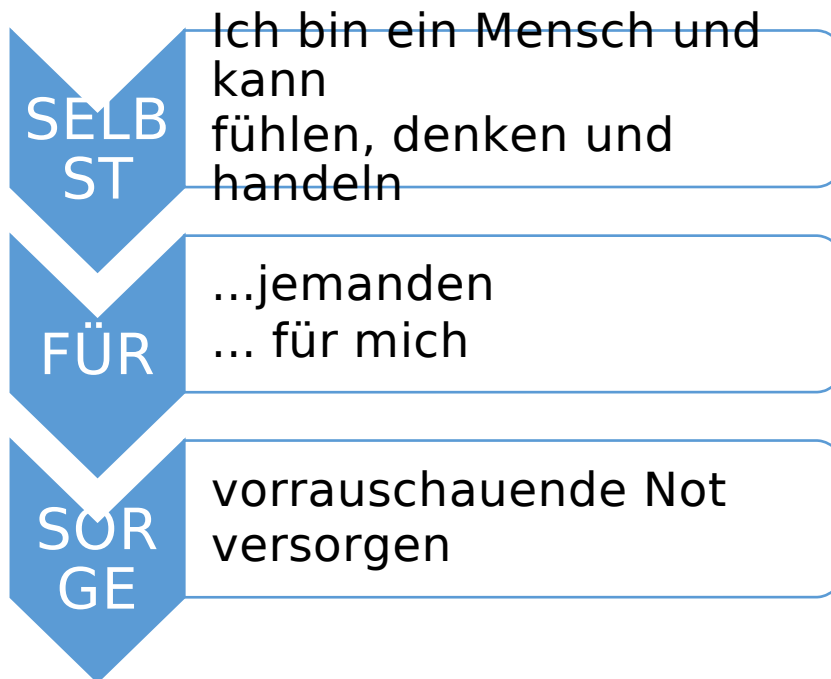 SELB
ST
Ich bin ein Mensch und
kann
fühlen, denken und
handeln
FÜR
...jemanden
... für mich
SOR
GE
vorrauschauende Not
versorgen